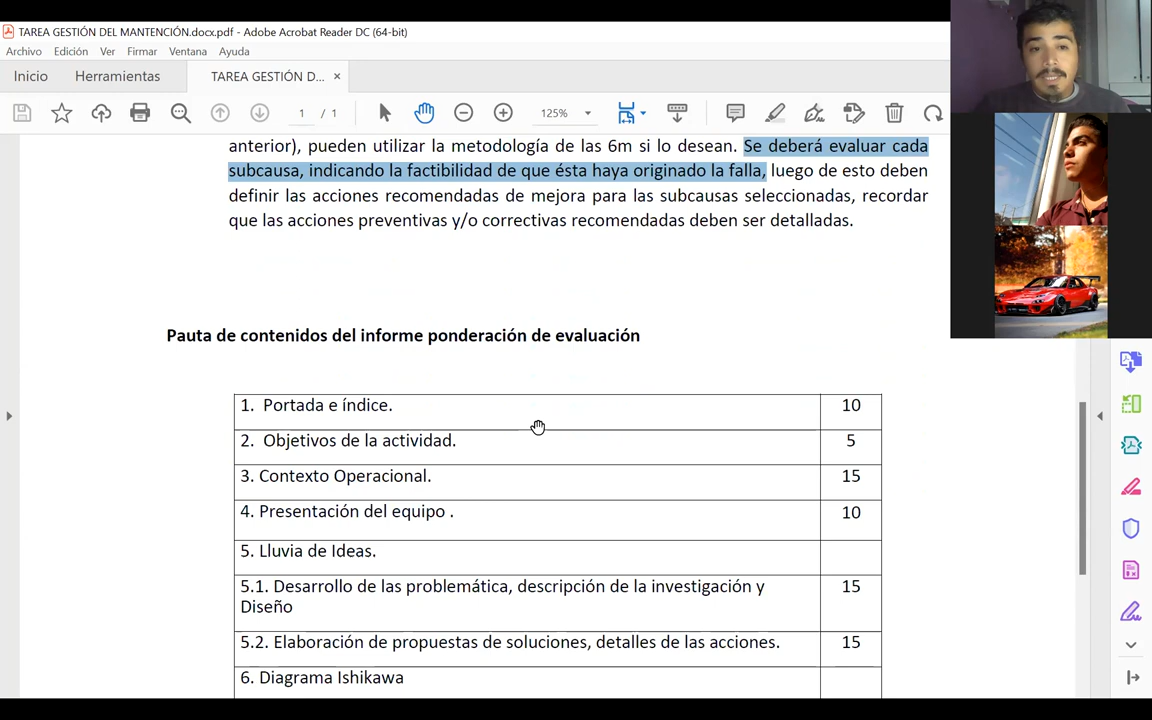 TAREA GESTIÓN DEL MANTENCIÓN.docx.pdf - Adobe Acrobat Reader DC (64-bit)
Archivo Edición Ver Firmar Ventana Ayuda
Inicio Herramientas TAREA GESTIÓN D... ×
1 / 1 125%
anterior), pueden utilizar la metodología de las 6m si lo desean. Se deberá evaluar cada
subcausa, indicando la factibilidad de que ésta haya originado la falla, luego de esto deben
definir las acciones recomendadas de mejora para las subcausas seleccionadas, recordar
que las acciones preventivas y/o correctivas recomendadas deben ser detalladas.
Pauta de contenidos del informe ponderación de evaluación
1. Portada e índice. 10
2. Objetivos de la actividad. 5
3. Contexto Operacional. 15
4. Presentación del equipo . 10
5. Lluvia de Ideas.
5.1. Desarrollo de las problemática, descripción de la investigación y 15
Diseño
5.2. Elaboración de propuestas de soluciones, detalles de las acciones. 15
6. Diagrama Ishikawa